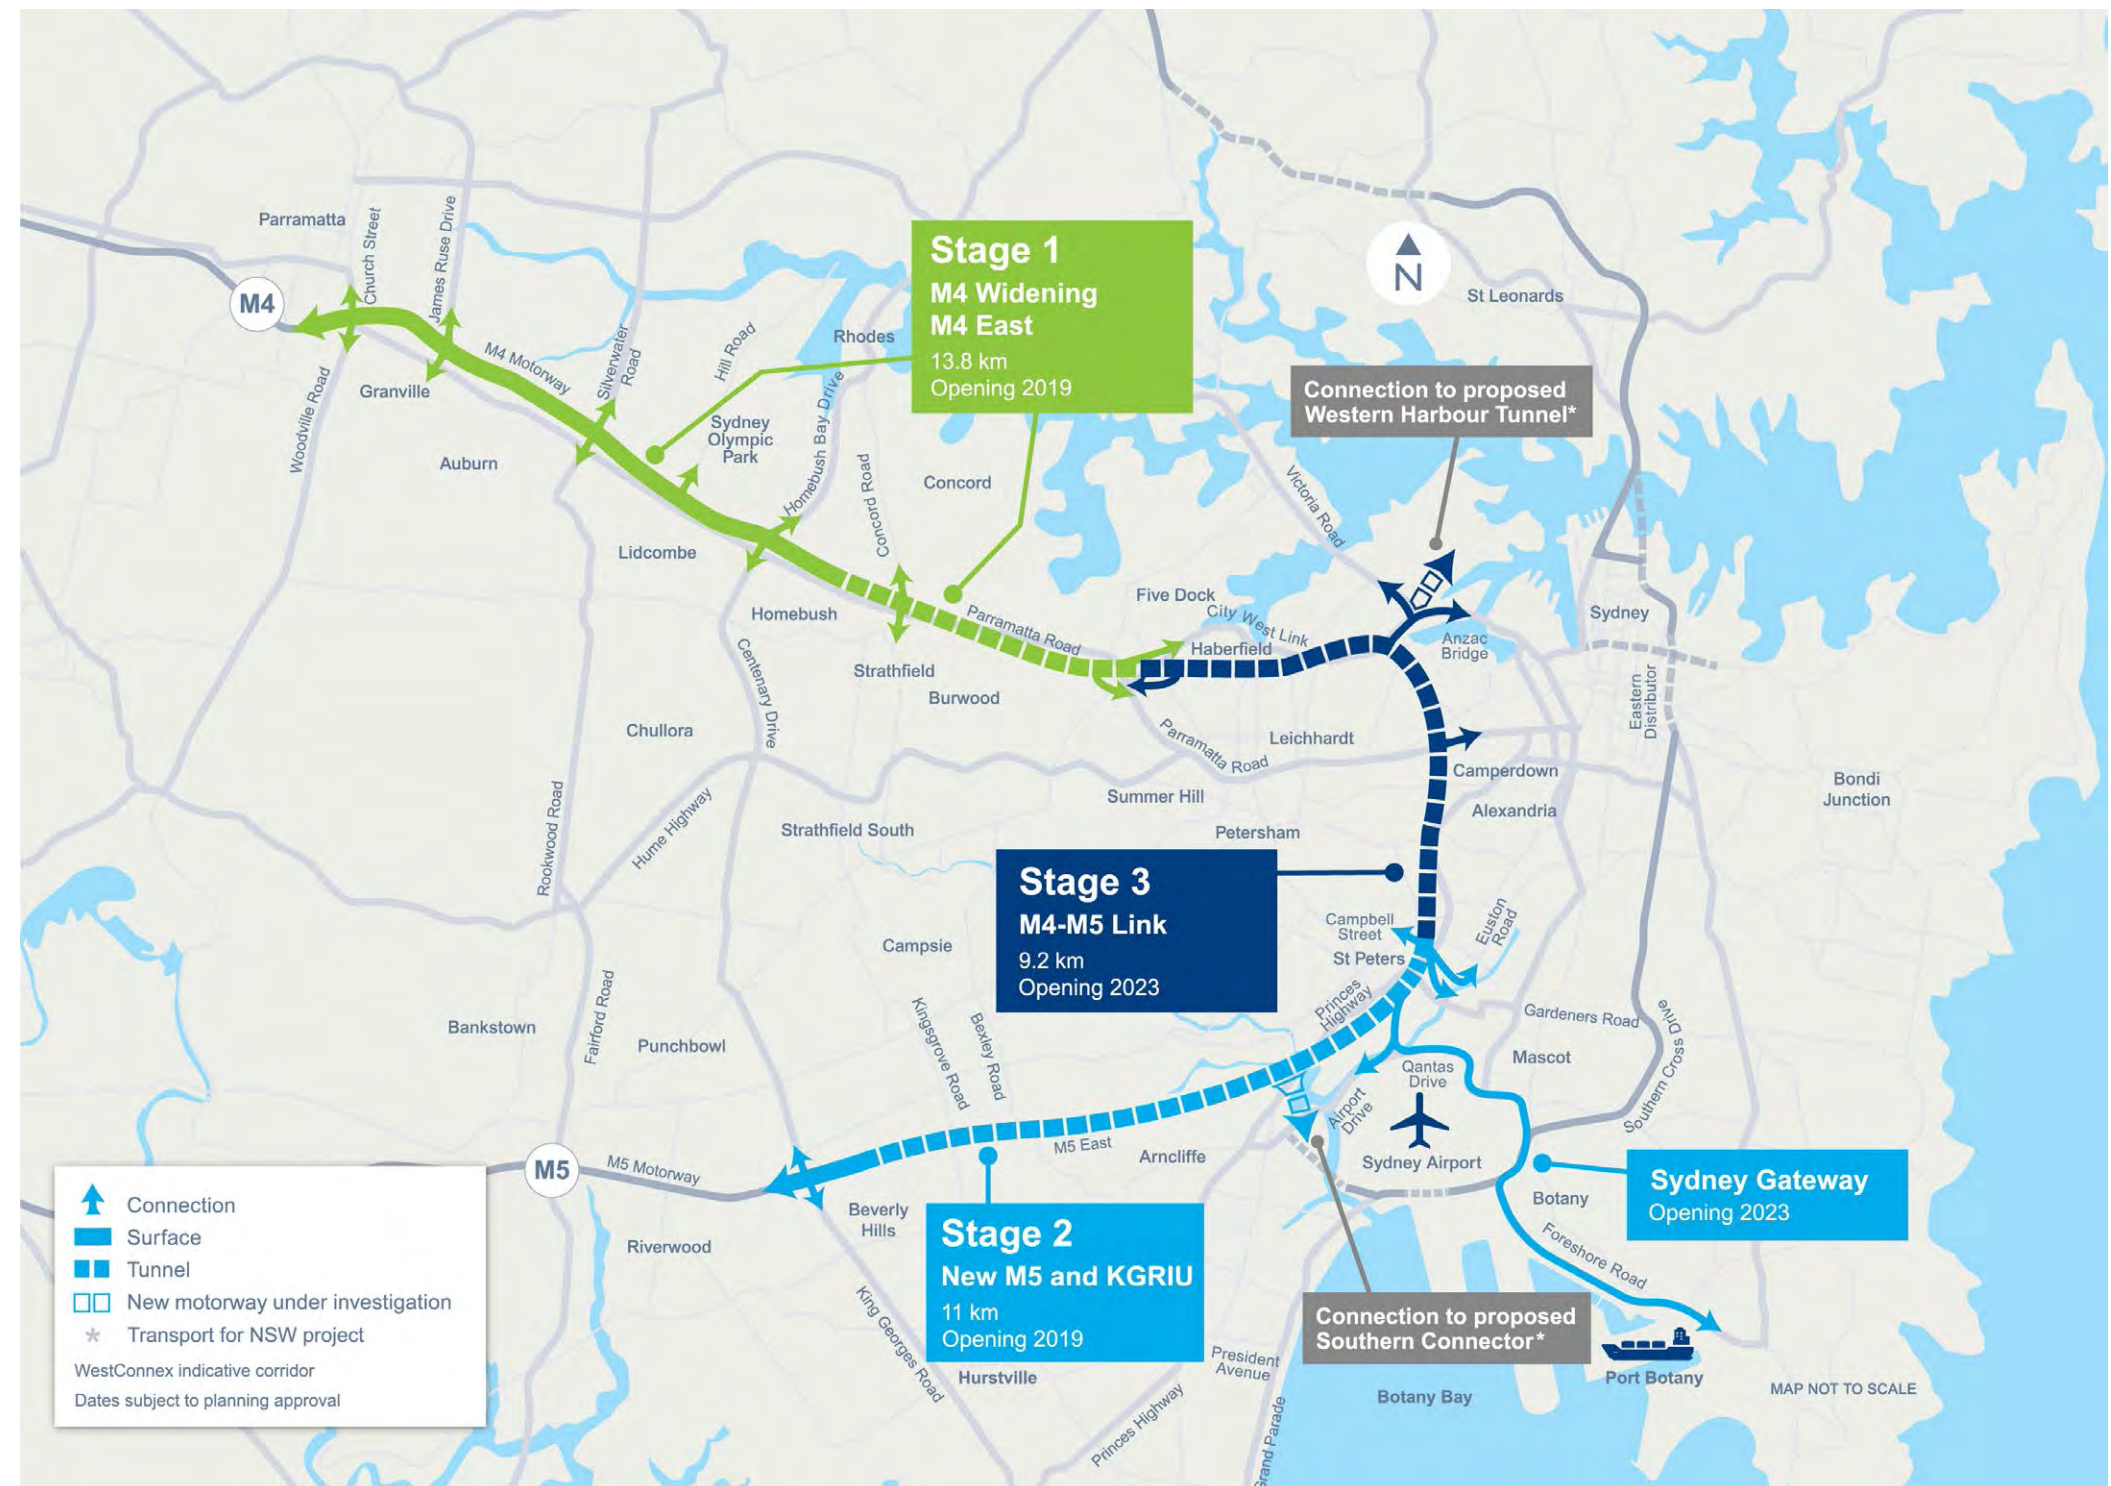 Parramatta
Church Street
James Ruse Drive
M4
Stage 1
M4 Widening
M4 East
13.8 km
Opening 2019
N
St Leonards
M4 Motorway
Silverwater
Road
Hill Road
Rhodes
Granville
Woodville Road
Auburn
Sydney
Olympic
Park
Homebush Bay Drive
Concord Road
Concord
Connection to proposed
Western Harbour Tunnel*
Victoria Road
Lidcombe
Homebush
Parramatta Road
Five Dock
City West Link
Haberfield
Anzac
Bridge
Sydney
Strathfield
Burwood
Centenary Drive
Eastern
Distributor
Chullora
Parramatta Road
Leichhardt
Camperdown
Bondi
Junction
Summer Hill
Alexandria
Rookwood Road
Hume Highway
Strathfield South
Petersham
Stage 3
M4-M5 Link
9.2 km
Opening 2023
Campbell
Street
Euston
Road
Campsie
St Peters
Princes
Highway
Bankstown
Fairford Road
Punchbowl
Kingsgrove Road
Bexley Road
Gardeners Road
Southern Cross Drive
Mascot
Qantas
Drive
Airport
Drive
M5 East
Arncliffe
Sydney Airport
M5
M5 Motorway
Sydney Gateway
Opening 2023
Botany
Foreshore Road
Beverly
Hills
Riverwood
Stage 2
New M5 and KGRIU
11 km
Opening 2019
King Georges Road
Hurstville
President
Avenue
Princes Highway
Grand Parade
Connection to proposed
Southern Connector*
Botany Bay
Port Botany
MAP NOT TO SCALE
Connection
Surface
Tunnel
New motorway under investigation
* Transport for NSW project
WestConnex indicative corridor
Dates subject to planning approval